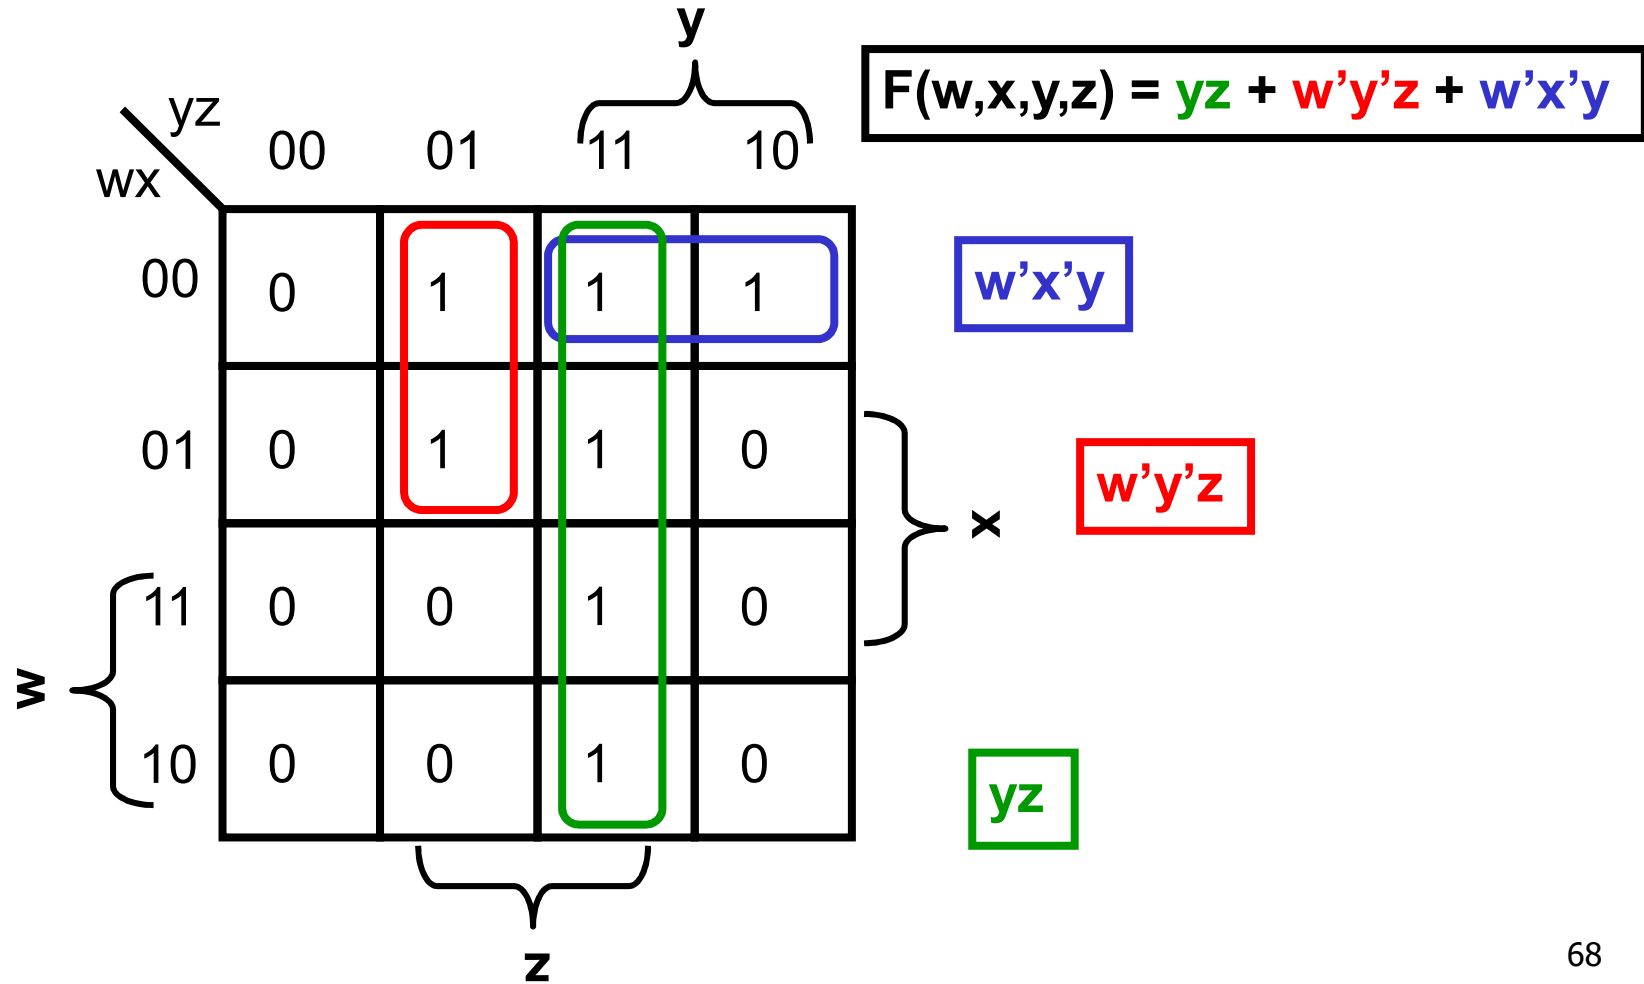 y
F(w,x,y,z) = yz + w’y’z + w’x’y
yz
wx
00 01 11 10
00 0 1 1 1
w’x’y
01 0 1 1 0
w’y’z
x
11 0 0 1 0
w
10 0 0 1 0
yz
z
68